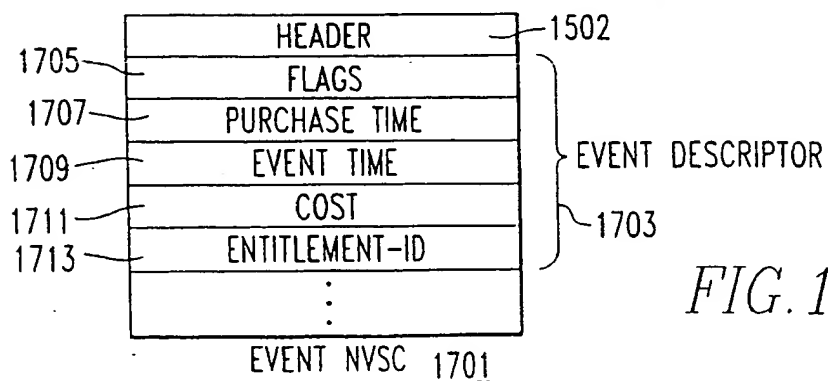 HEADER 1502
1705 FLAGS
1707 PURCHASE TIME
1709 EVENT TIME EVENT DESCRIPTOR
1711 COST 1703
1713 ENTITLEMENT-ID
FIG. 1
EVENT NVSC 1701